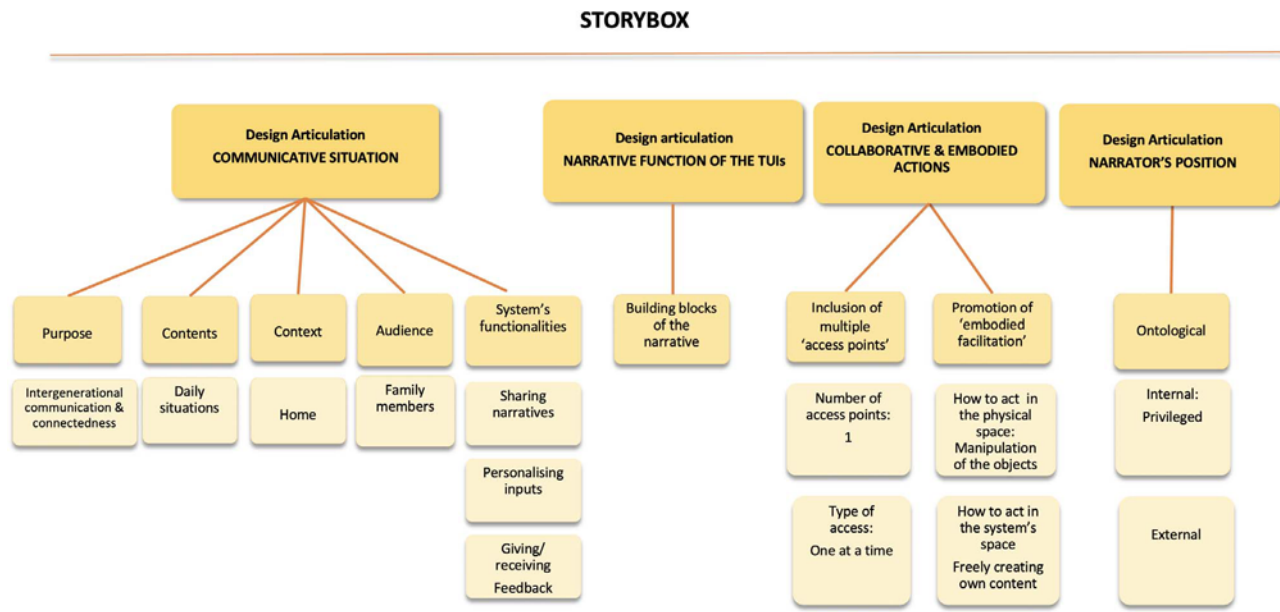 STORYBOX
Design Articulation
COMMUNICATIVE SITUATION
Design articulation
NARRATIVE FUNCTION OF THE TUIs
Design Articulation
COLLABORATIVE & EMBODIED
ACTIONS
Design Articulation
NARRATOR'S POSITION
Purpose
Contents
Context
Audience
System's
functionalities
Building blocks
of the
narrative
Inclusion of
multiple
‘access points’
Promotion of
‘embodied
facilitation’
Ontological
Intergenerational
communication &
connectedness
Daily
situations
Home
Family
members
Sharing
narratives
Number of
access points:
1
How to act in
the physical
space:
Manipulation
of the objects
Internal:
Privileged
Personalising
inputs
Giving/
receiving
Feedback
Type of
access:
One at a time
How to act in
the system's
space
Freely creating
own content
External